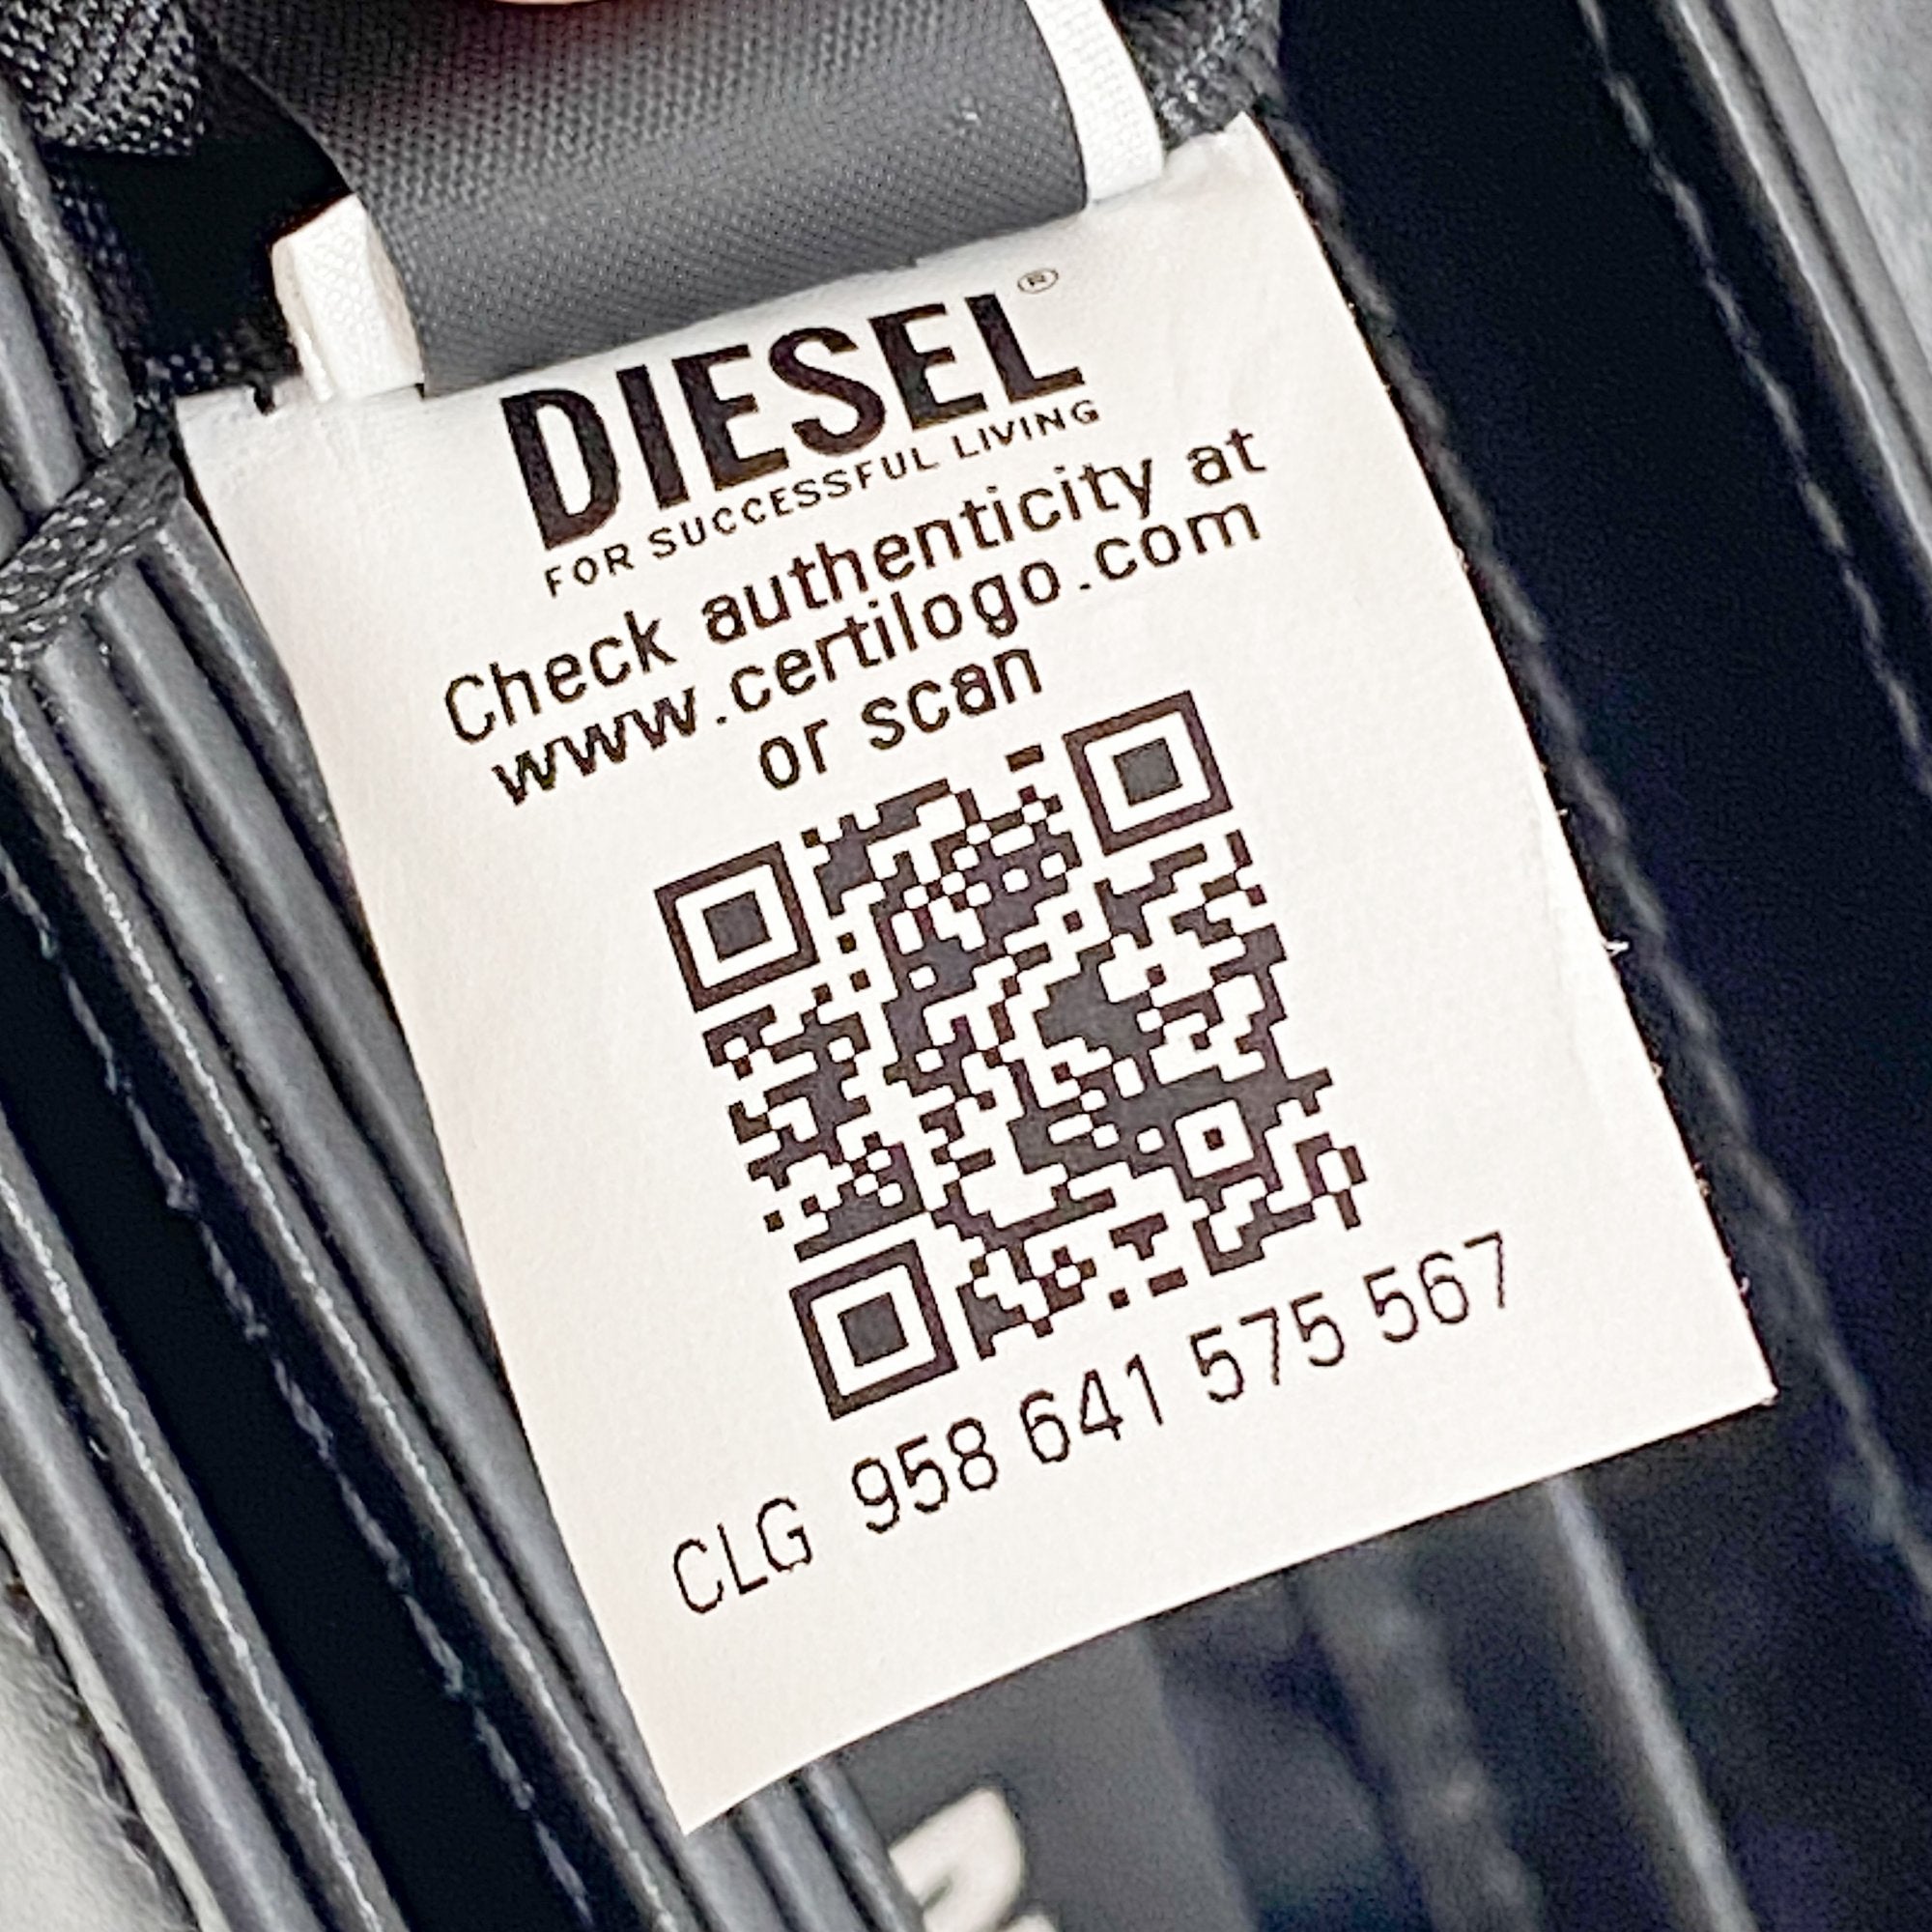 DIESEL®
FOR SUCCESSFUL LIVING
Check authenticity at
www.certilogo.com
or scan
CLG 958 641 575 567